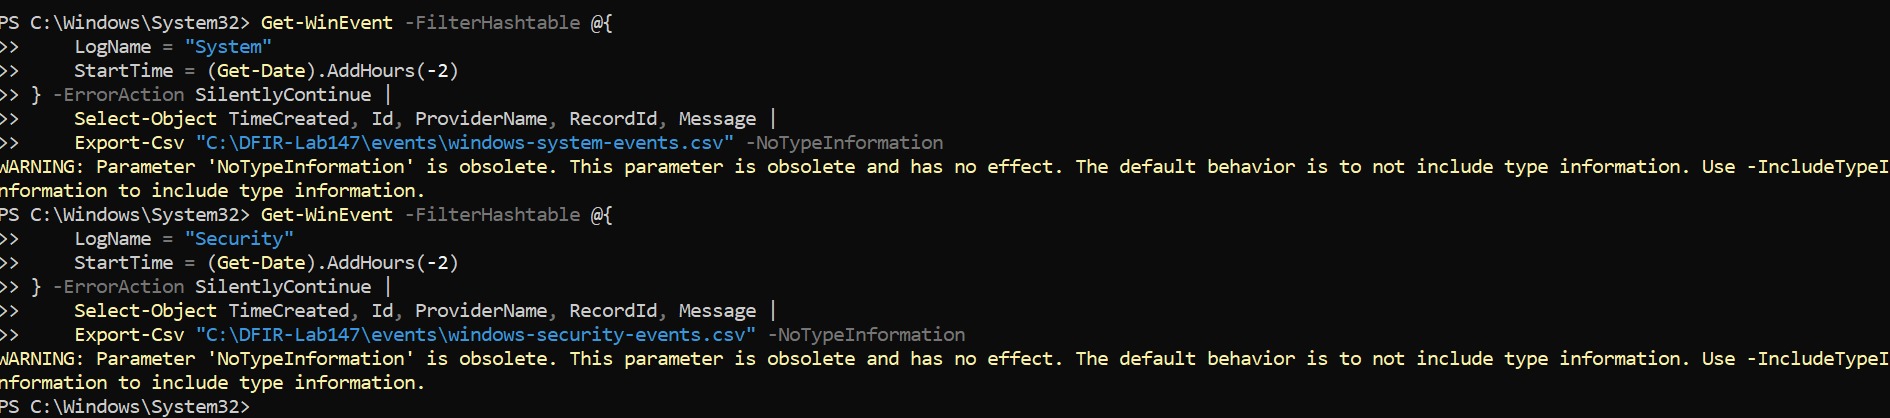 PS C:\Windows\System32> Get-WinEvent -FilterHashtable @{
>>     LogName = "System"
>>     StartTime = (Get-Date).AddHours(-2)
>> } -ErrorAction SilentlyContinue |
>>     Select-Object TimeCreated, Id, ProviderName, RecordId, Message |
>>     Export-Csv "C:\DFIR-Lab147\events\windows-system-events.csv" -NoTypeInformation
WARNING: Parameter 'NoTypeInformation' is obsolete. This parameter is obsolete and has no effect. The default behavior is to not include type information. Use -IncludeTypeI
nformation to include type information.
PS C:\Windows\System32> Get-WinEvent -FilterHashtable @{
>>     LogName = "Security"
>>     StartTime = (Get-Date).AddHours(-2)
>> } -ErrorAction SilentlyContinue |
>>     Select-Object TimeCreated, Id, ProviderName, RecordId, Message |
>>     Export-Csv "C:\DFIR-Lab147\events\windows-security-events.csv" -NoTypeInformation
WARNING: Parameter 'NoTypeInformation' is obsolete. This parameter is obsolete and has no effect. The default behavior is to not include type information. Use -IncludeTypeI
nformation to include type information.
PS C:\Windows\System32>